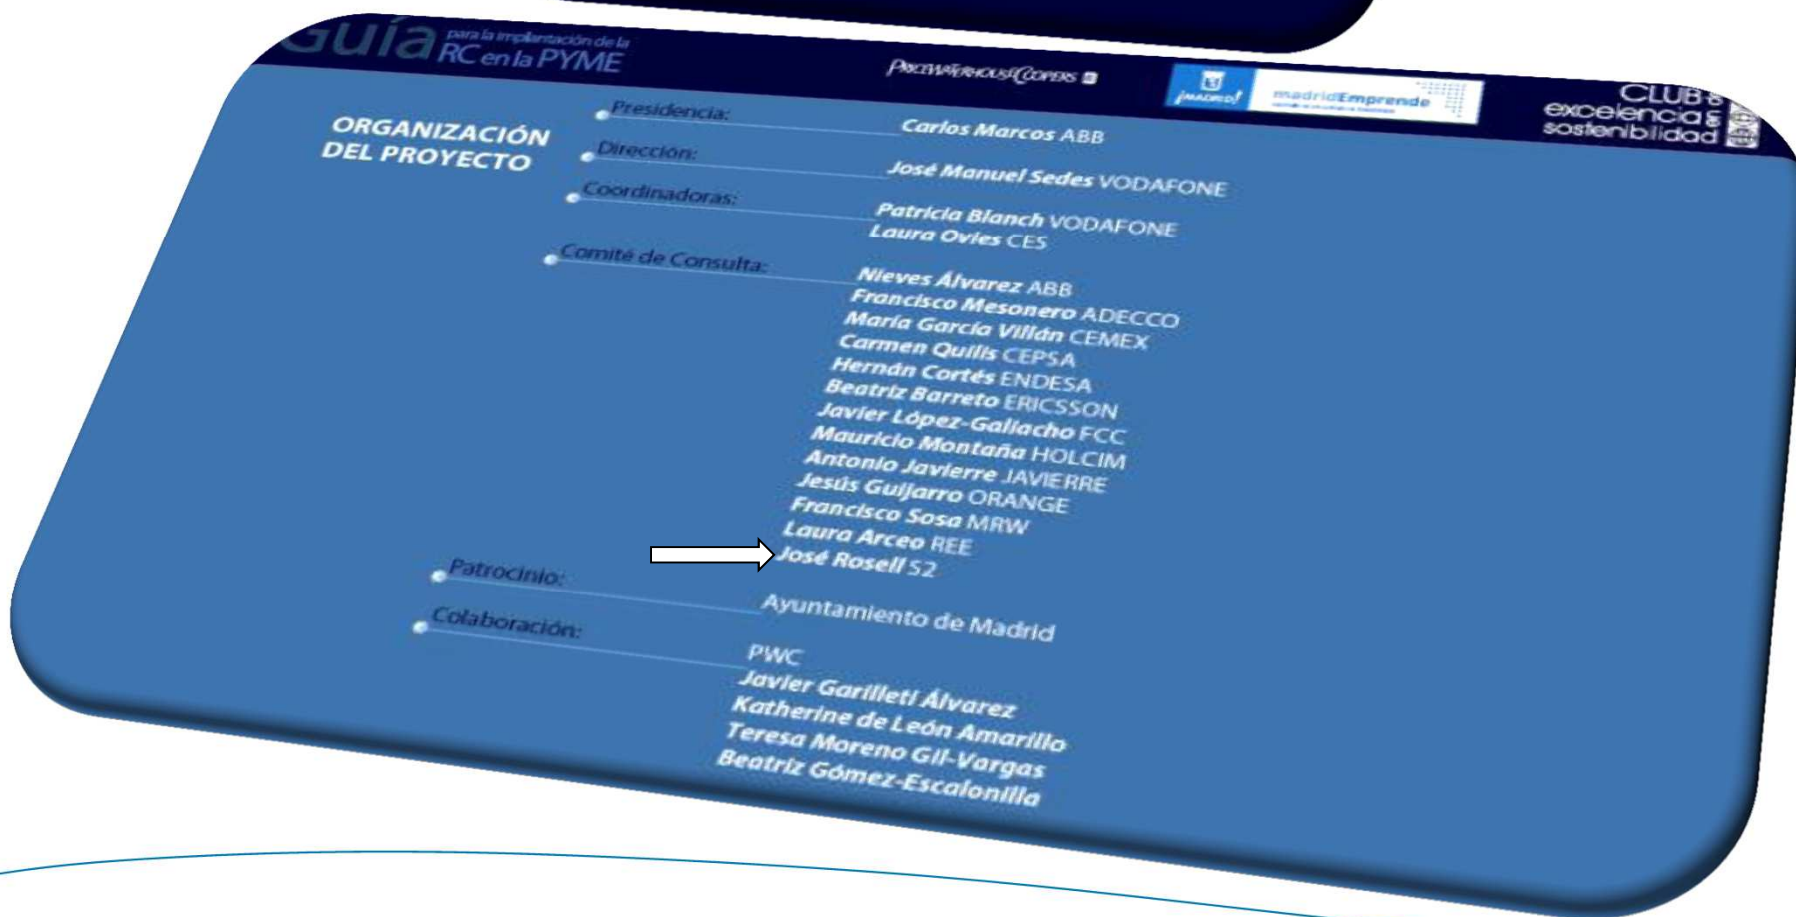 Guía para la implantación de la
RC en la PYME
PRICEWATERHOUSECOOPERS
¡MADRID!
madridEmprende
CLUB de
excelencia en
sostenibilidad
ORGANIZACIÓN
DEL PROYECTO
Presidencia:
Carlos Marcos ABB
Dirección:
José Manuel Sedes VODAFONE
Coordinadoras:
Patricia Blanch VODAFONE
Laura Ovies CES
Comité de Consulta:
Nieves Álvarez ABB
Francisco Mesonero ADECCO
María García Villán CEMEX
Carmen Quilis CEPSA
Hernán Cortés ENDESA
Beatriz Barreto ERICSSON
Javier López-Galiacho FCC
Mauricio Montaña HOLCIM
Antonio Javierre JAVIERRE
Jesús Guijarro ORANGE
Francisco Sosa MRW
Laura Arceo REE
José Rosell S2
Patrocinio:
Ayuntamiento de Madrid
Colaboración:
PWC
Javier Garilleti Álvarez
Katherine de León Amarillo
Teresa Moreno Gil-Vargas
Beatriz Gómez-Escalonilla